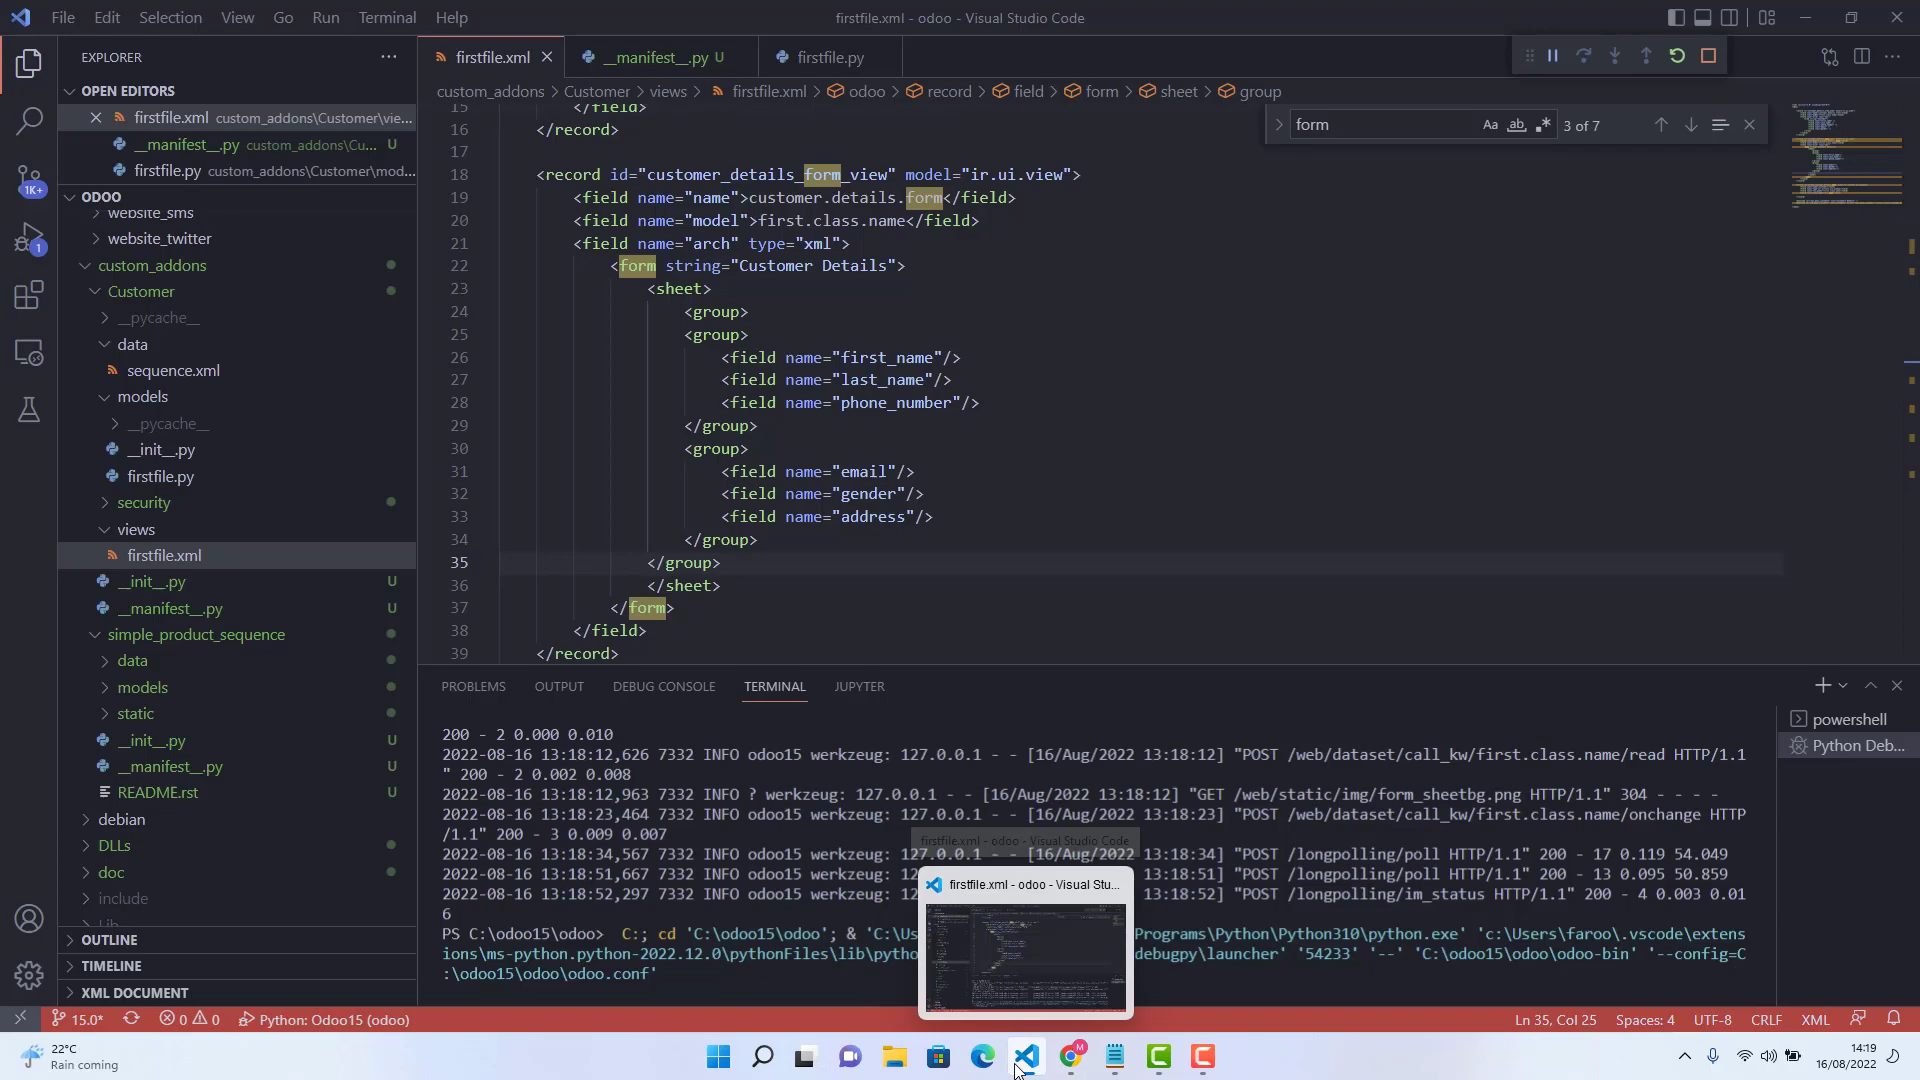 File Edit Selection View Go Run Terminal Help
firstfile.xml - odoo - Visual Studio Code
EXPLORER
firstfile.xml
__manifest__.py U
firstfile.py
OPEN EDITORS
firstfile.xml custom_addons\Customer\vie...
__manifest__.py custom_addons\Cu... U
firstfile.py custom_addons\Customer\mod...
ODOO
website_sms
website_twitter
custom_addons
Customer
__pycache__
data
sequence.xml
models
__pycache__
__init__.py
firstfile.py
security
views
firstfile.xml
__init__.py U
__manifest__.py U
simple_product_sequence
data
models
static
__init__.py U
__manifest__.py U
README.rst U
debian
DLLs
doc
include
Lib
OUTLINE
TIMELINE
XML DOCUMENT
1K+
1
custom_addons > Customer > views > firstfile.xml > odoo > record > field > form > sheet > group
form
Aa ab 3 of 7
15 </field>
16 </record>
17
18 <record id="customer_details_form_view" model="ir.ui.view">
19 <field name="name">customer.details.form</field>
20 <field name="model">first.class.name</field>
21 <field name="arch" type="xml">
22 <form string="Customer Details">
23 <sheet>
24 <group>
25 <group>
26 <field name="first_name"/>
27 <field name="last_name"/>
28 <field name="phone_number"/>
29 </group>
30 <group>
31 <field name="email"/>
32 <field name="gender"/>
33 <field name="address"/>
34 </group>
35 </group>
36 </sheet>
37 </form>
38 </field>
39 </record>
PROBLEMS OUTPUT DEBUG CONSOLE TERMINAL JUPYTER
powershell
Python Deb...
200 - 2 0.000 0.010
2022-08-16 13:18:12,626 7332 INFO odoo15 werkzeug: 127.0.0.1 - - [16/Aug/2022 13:18:12] "POST /web/dataset/call_kw/first.class.name/read HTTP/1.1
" 200 - 2 0.002 0.008
2022-08-16 13:18:12,963 7332 INFO ? werkzeug: 127.0.0.1 - - [16/Aug/2022 13:18:12] "GET /web/static/img/form_sheetbg.png HTTP/1.1" 304 - - - -
2022-08-16 13:18:23,464 7332 INFO odoo15 werkzeug: 127.0.0.1 - - [16/Aug/2022 13:18:23] "POST /web/dataset/call_kw/first.class.name/onchange HTTP
/1.1" 200 - 3 0.009 0.007
firstfile.xml - odoo - Visual Studio Code
2022-08-16 13:18:34,567 7332 INFO odoo15 werkzeug: 127.0.0.1 - - [16/Aug/2022 13:18:34] "POST /longpolling/poll HTTP/1.1" 200 - 17 0.119 54.049
2022-08-16 13:18:51,667 7332 INFO odoo15 werkzeug: 13:18:51] "POST /longpolling/poll HTTP/1.1" 200 - 13 0.095 50.859
2022-08-16 13:18:52,297 7332 INFO odoo15 werkzeug: 13:18:52] "POST /longpolling/im_status HTTP/1.1" 200 - 4 0.003 0.01
6
PS C:\odoo15\odoo> C:; cd 'C:\odoo15\odoo'; & 'C:\Us Programs\Python\Python310\python.exe' 'c:\Users\faroo\.vscode\exten
sions\ms-python.python-2022.12.0\pythonFiles\lib\pytho debugpy\launcher' '54233' '--' 'C:\odoo15\odoo\odoo-bin' '--config=C
:\odoo15\odoo\odoo.conf'
firstfile.xml - odoo - Visual Stu...
15.0* 0 0 Python: Odoo15 (odoo)
Ln 35, Col 25 Spaces: 4 UTF-8 CRLF XML
22°C
Rain coming
M
14:19
16/08/2022